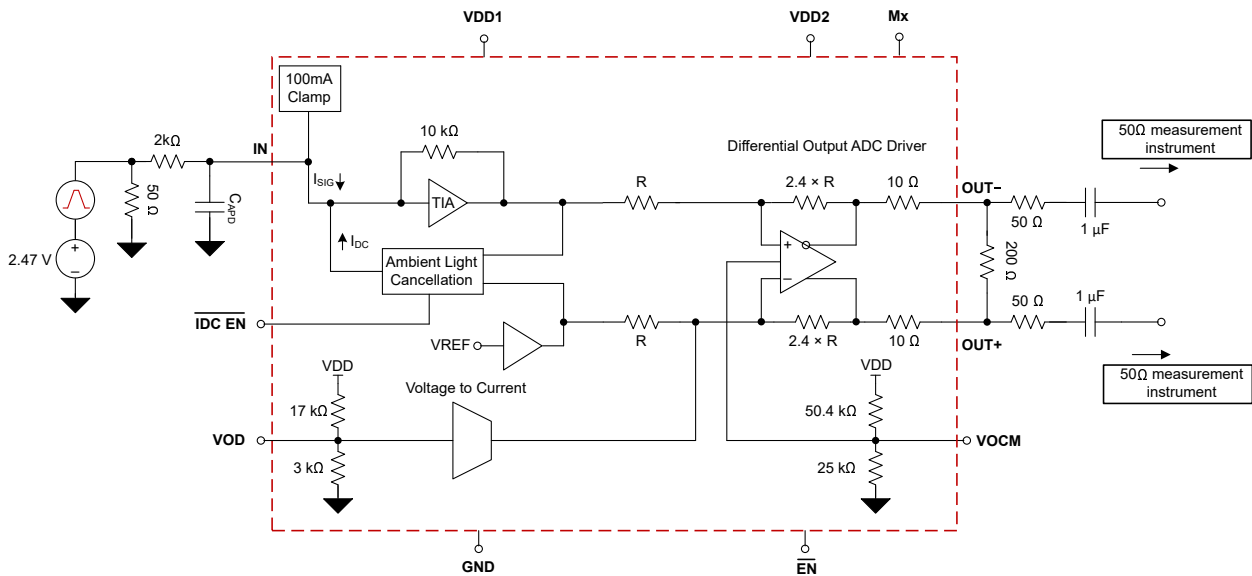 VDD1
VDD2
Mx
100mA
Clamp
10 kΩ
Differential Output ADC Driver
50Ω measurement
instrument
2kΩ
IN
I_SIG
TIA
R
2.4 × R
10 Ω
OUT−
50 Ω
1 µF
50 Ω
C_APD
I_DC
+
−
200 Ω
2.47 V
+
−
Ambient Light
Cancellation
50 Ω
1 µF
IDC EN
VREF
R
2.4 × R
10 Ω
OUT+
50Ω measurement
instrument
VDD
Voltage to Current
VDD
17 kΩ
50.4 kΩ
VOD
VOCM
3 kΩ
25 kΩ
GND
EN